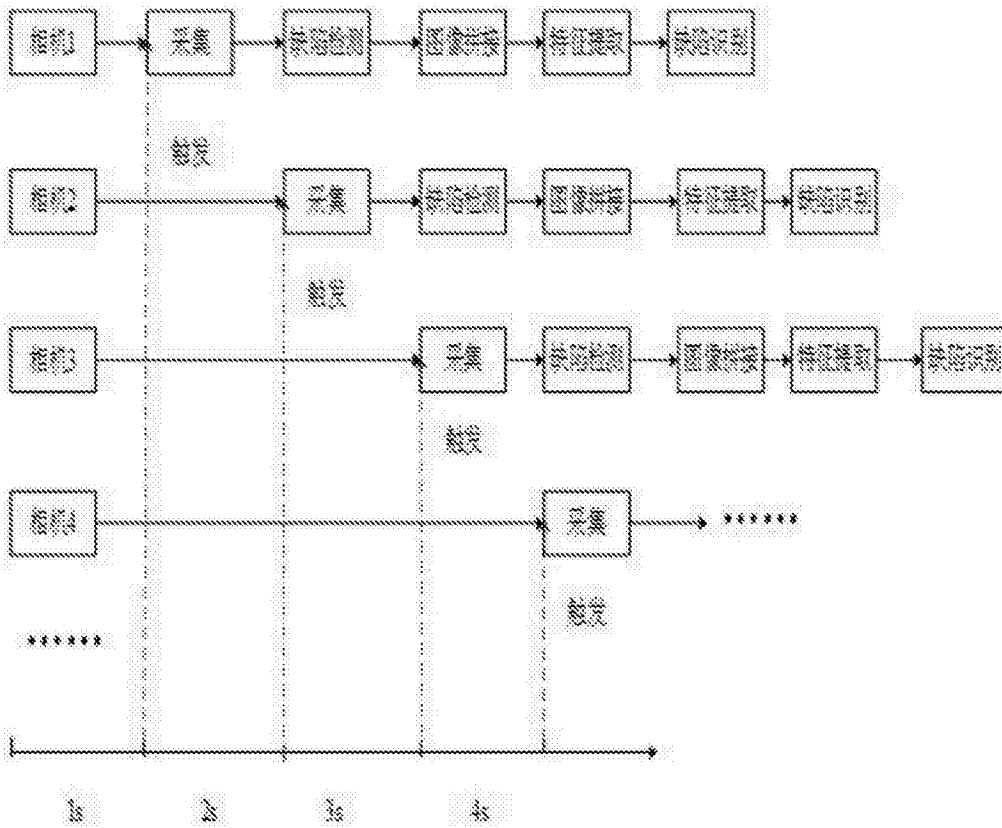 相机1 采集 缺陷检测 图像拼接 特征提取 缺陷识别
触发
相机2 采集 缺陷检测 图像拼接 特征提取 缺陷识别
触发
相机3 采集 缺陷检测 图像拼接 特征提取 缺陷识别
触发
相机4 采集 ······
触发
······
1s 2s 3s 4s